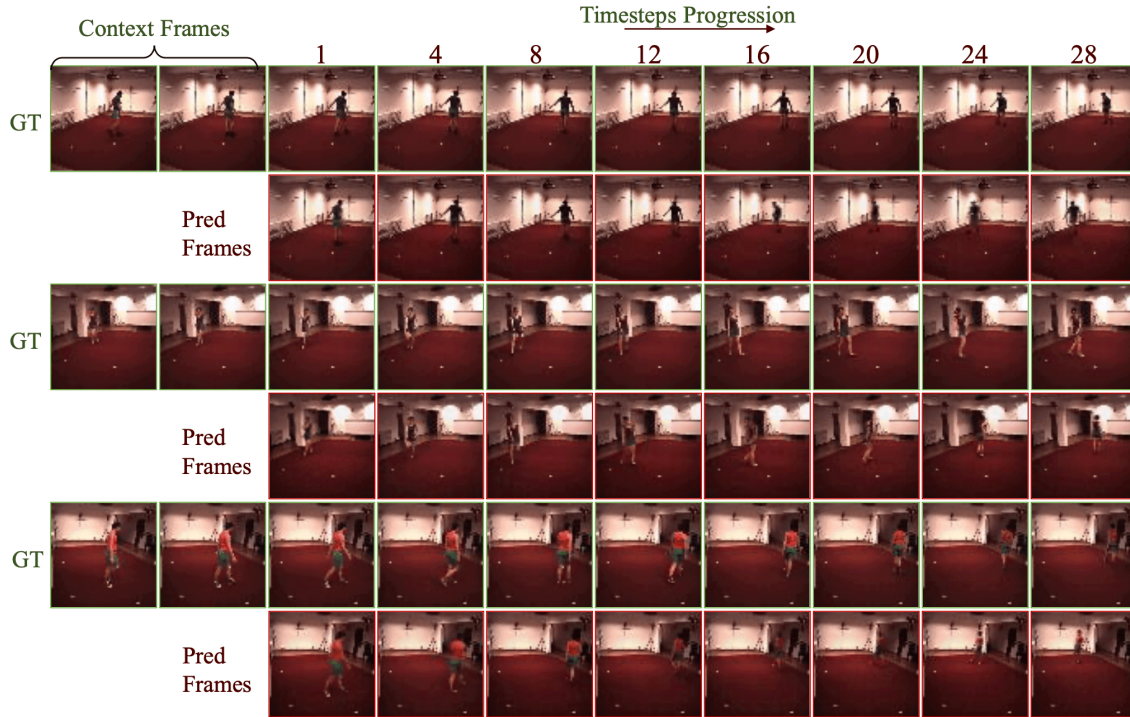 Timesteps Progression
Context Frames
1 4 8 12 16 20 24 28
GT
Pred
Frames
GT
Pred
Frames
GT
Pred
Frames